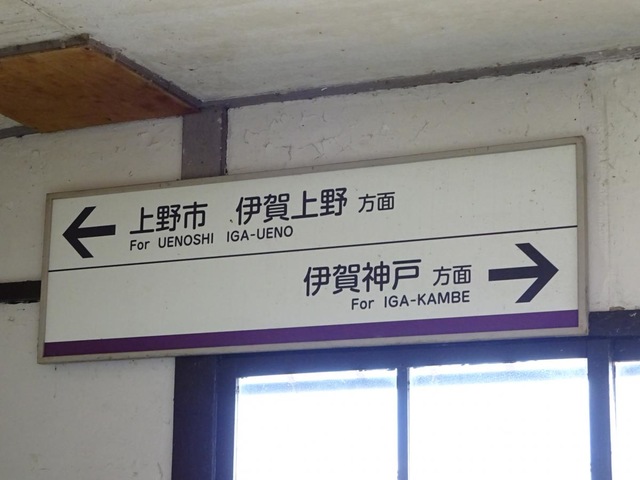 上野市 伊賀上野 方面
For UENOSHI IGA-UENO
伊賀神戸 方面
For IGA-KAMBE